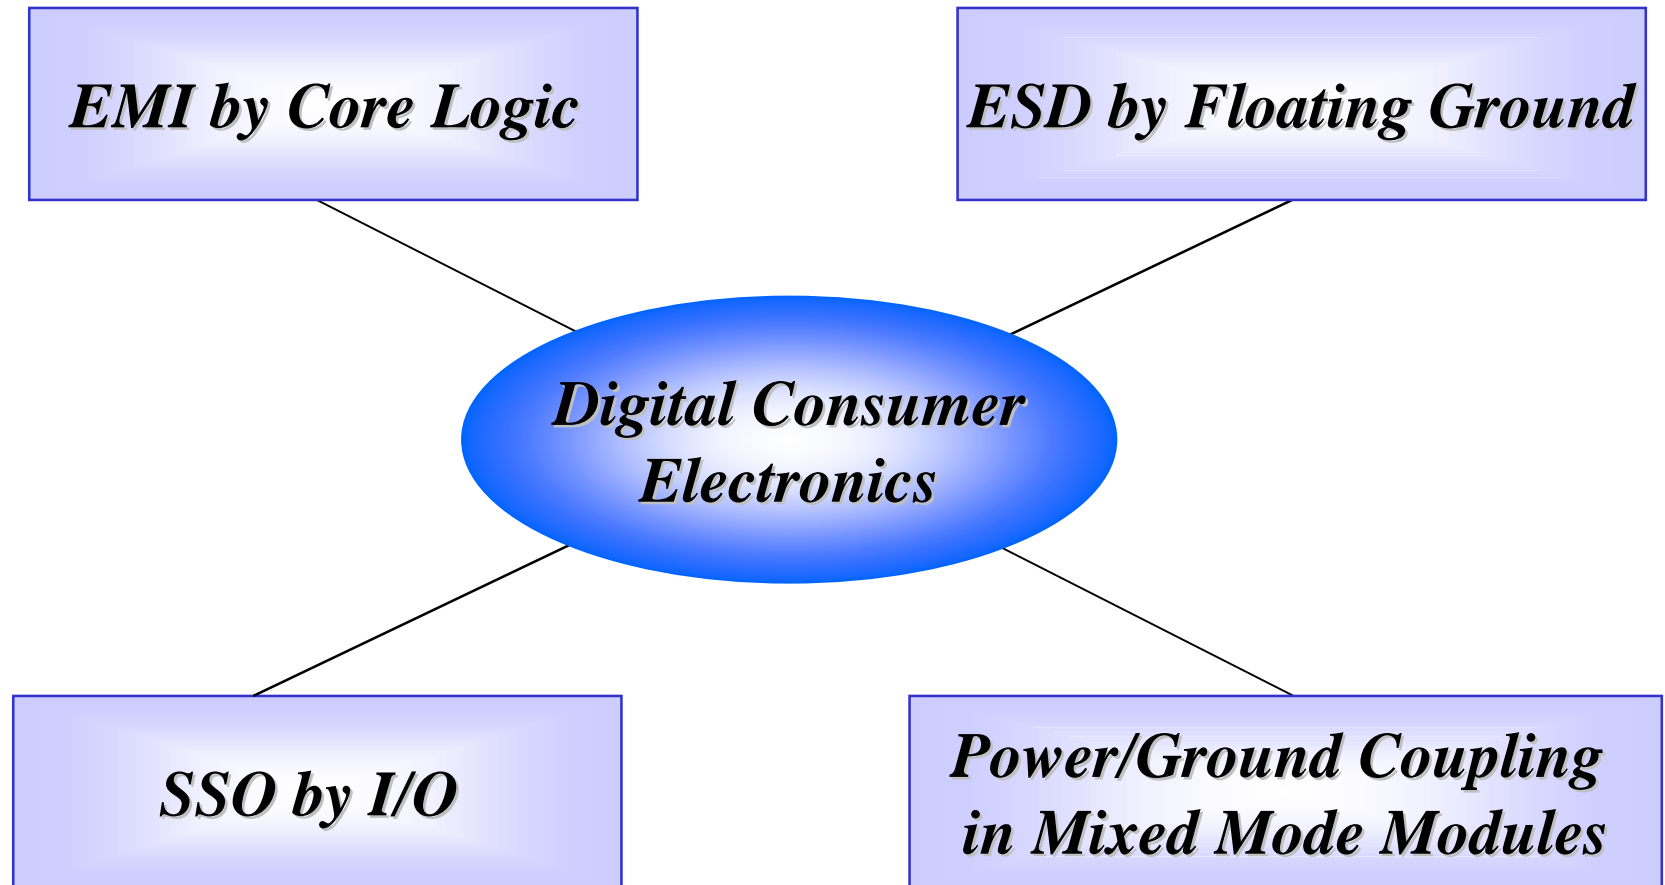 EMI by Core Logic
ESD by Floating Ground
Digital Consumer
Electronics
SSO by I/O
Power/Ground Coupling
in Mixed Mode Modules